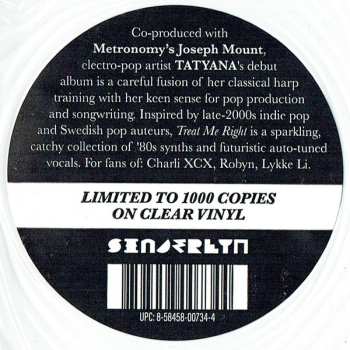 Co-produced with
Metronomy's Joseph Mount,
electro-pop artist TATYANA's debut
album is a careful fusion of her classical harp
training with her keen sense for pop production
and songwriting. Inspired by late-2000s indie pop
and Swedish pop auteurs, Treat Me Right is a sparkling,
catchy collection of '80s synths and futuristic auto-tuned
vocals. For fans of: Charli XCX, Robyn, Lykke Li.
LIMITED TO 1000 COPIES
ON CLEAR VINYL
SINDERLYN
UPC: 8-58458-00734-4